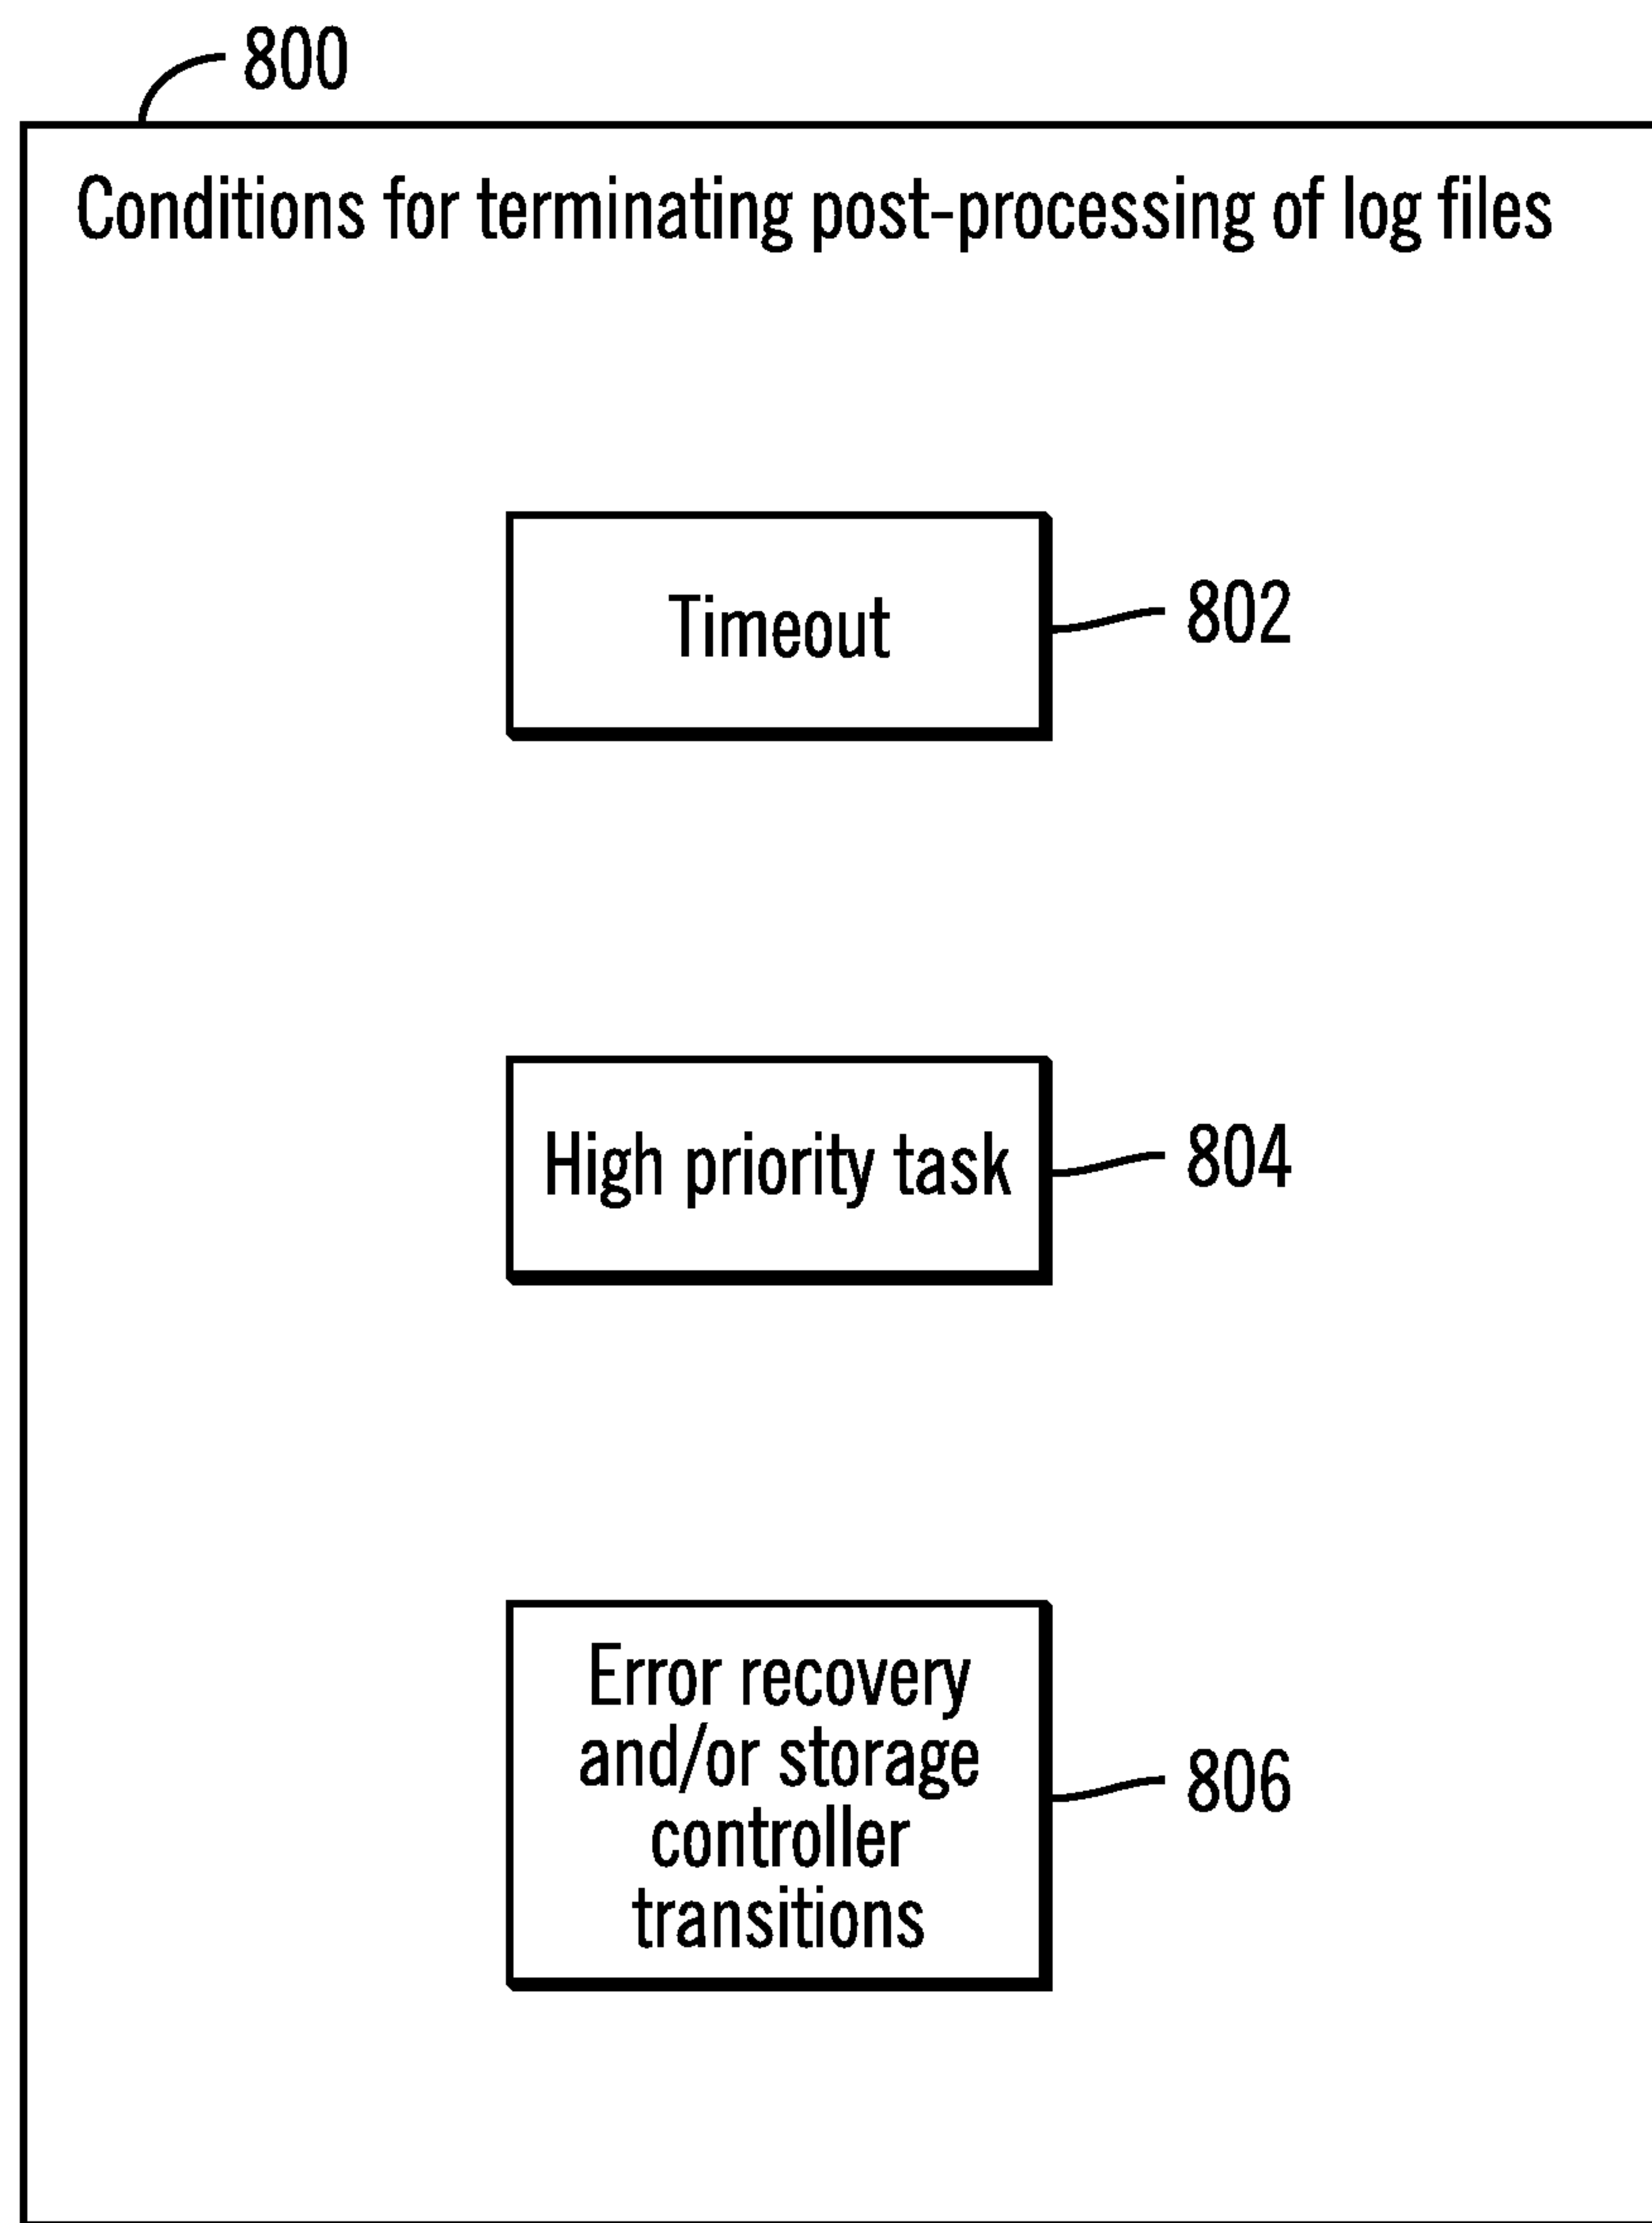 800
Conditions for terminating post-processing of log files
Timeout
802
High priority task
804
Error recovery
and/or storage
controller
transitions
806